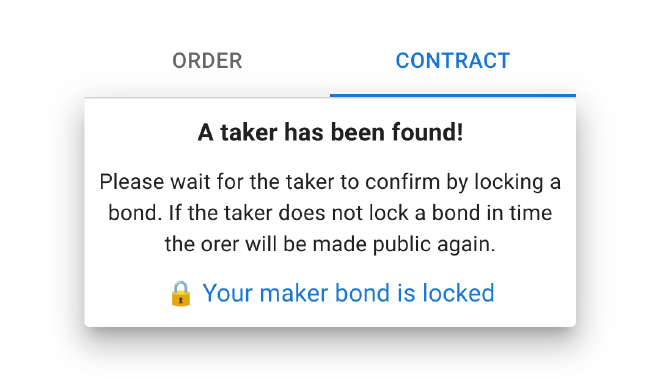 ORDER CONTRACT
A taker has been found!
Please wait for the taker to confirm by locking a
bond. If the taker does not lock a bond in time
the orer will be made public again.
🔒 Your maker bond is locked